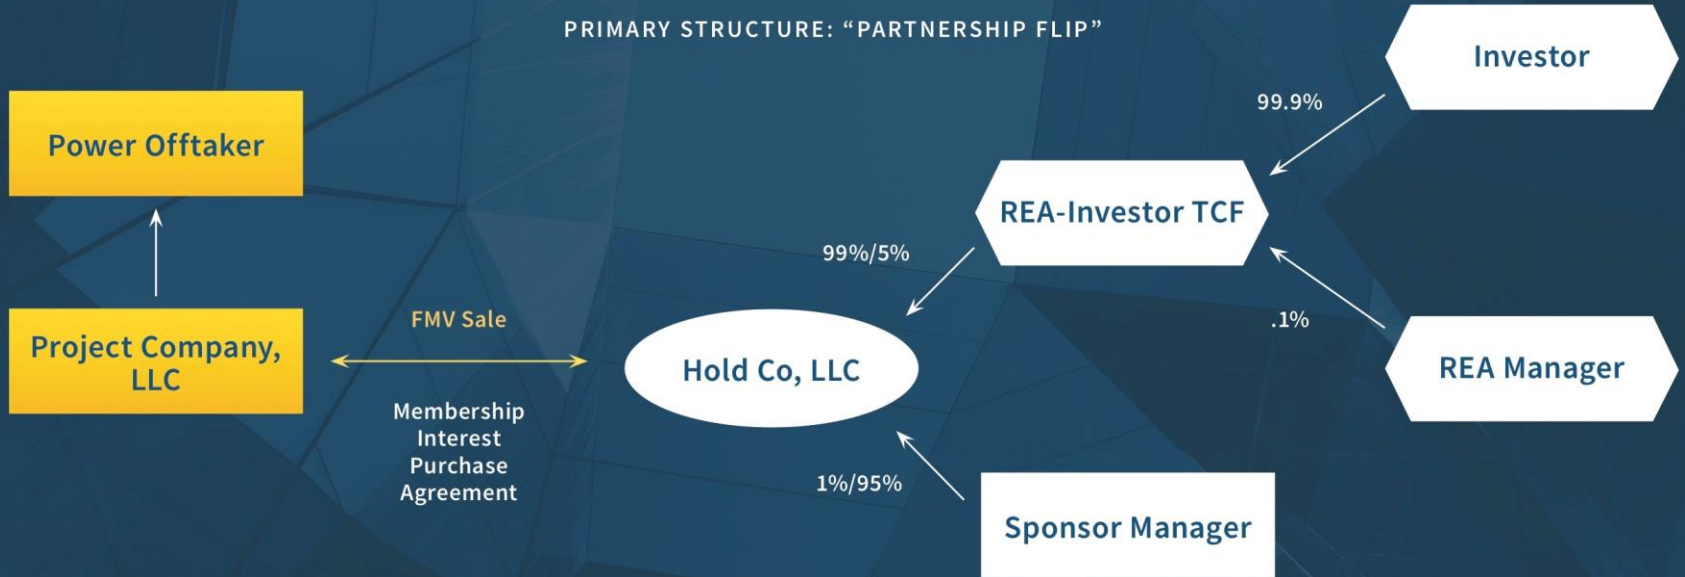 PRIMARY STRUCTURE: “PARTNERSHIP FLIP”
Investor
99.9%
Power Offtaker
REA-Investor TCF
99%/5%
FMV Sale
.1%
Project Company,
LLC
Hold Co, LLC
REA Manager
Membership
Interest
Purchase
Agreement
1%/95%
Sponsor Manager